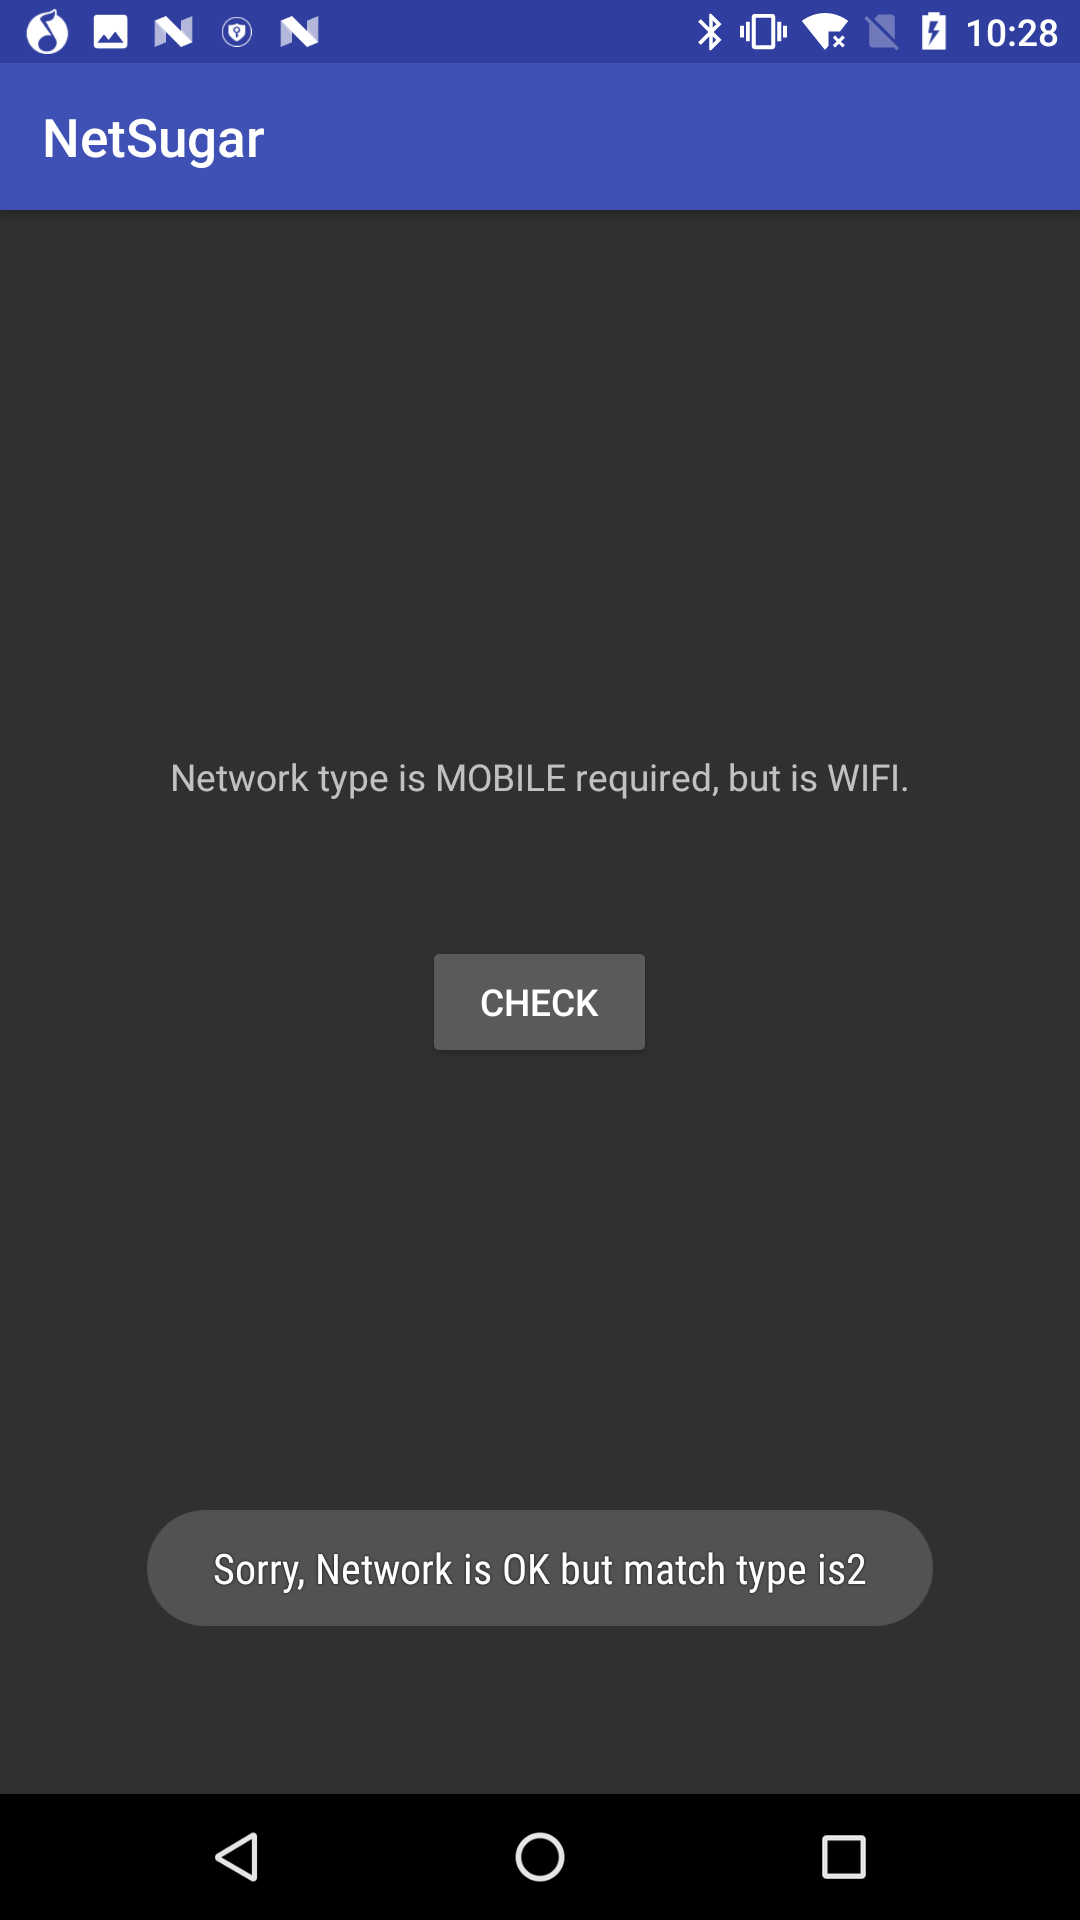 10:28
NetSugar
Network type is MOBILE required, but is WIFI.
CHECK
Sorry, Network is OK but match type is2